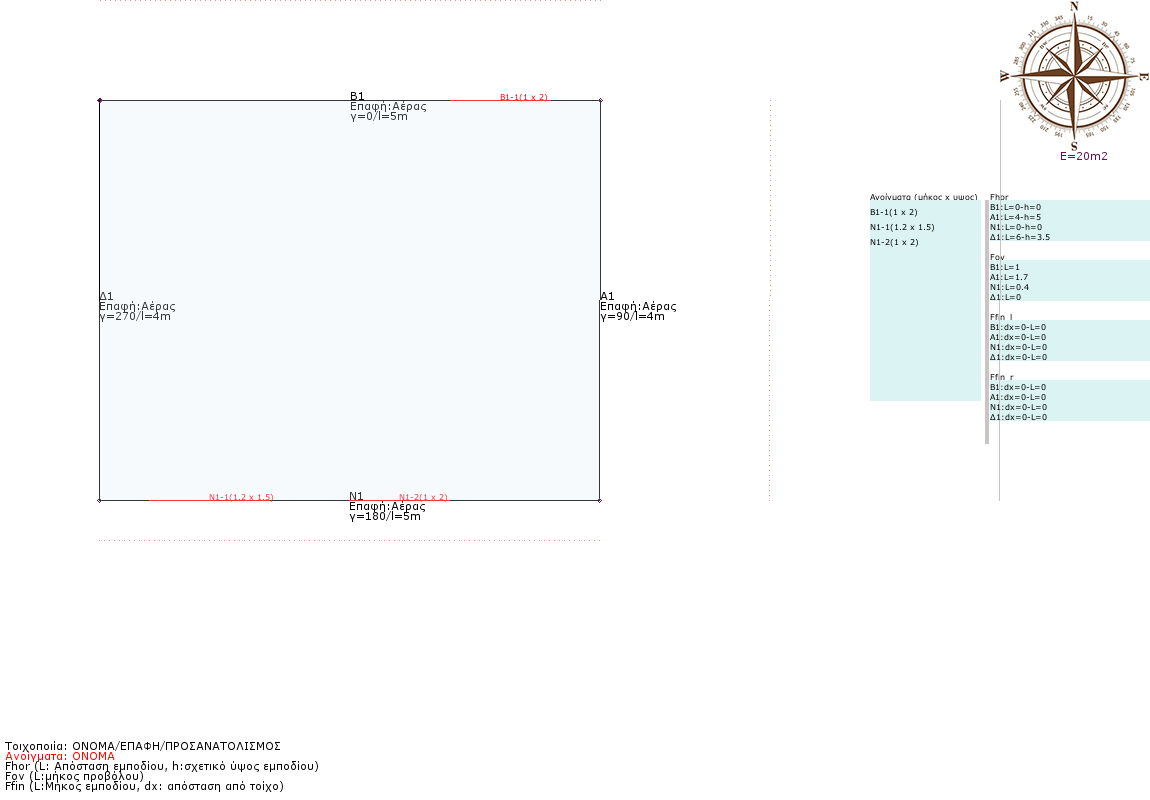 N
W
E
S
E=20m2
B1
B1-1(1 x 2)
Επαφή:Αέρας
γ=0/l=5m
Δ1
Επαφή:Αέρας
γ=270/l=4m
A1
Επαφή:Αέρας
γ=90/l=4m
N1-1(1.2 x 1.5)
N1
N1-2(1 x 2)
Επαφή:Αέρας
γ=180/l=5m
Ανοίγματα (μήκος x υψος)
B1-1(1 x 2)
N1-1(1.2 x 1.5)
N1-2(1 x 2)
Fhor
B1:L=0-h=0
A1:L=4-h=5
N1:L=0-h=0
Δ1:L=6-h=3.5
Fov
B1:L=1
A1:L=1.7
N1:L=0.4
Δ1:L=0
Ffin_l
B1:dx=0-L=0
A1:dx=0-L=0
N1:dx=0-L=0
Δ1:dx=0-L=0
Ffin_r
B1:dx=0-L=0
A1:dx=0-L=0
N1:dx=0-L=0
Δ1:dx=0-L=0
Τοιχοποιία: ΟΝΟΜΑ/ΕΠΑΦΗ/ΠΡΟΣΑΝΑΤΟΛΙΣΜΟΣ
Ανοίγματα: ΟΝΟΜΑ
Fhor (L: Απόσταση εμποδίου, h:σχετικό ύψος εμποδίου)
Fov (L:μήκος προβόλου)
Ffin (L:Μήκος εμποδίου, dx: απόσταση από τοίχο)